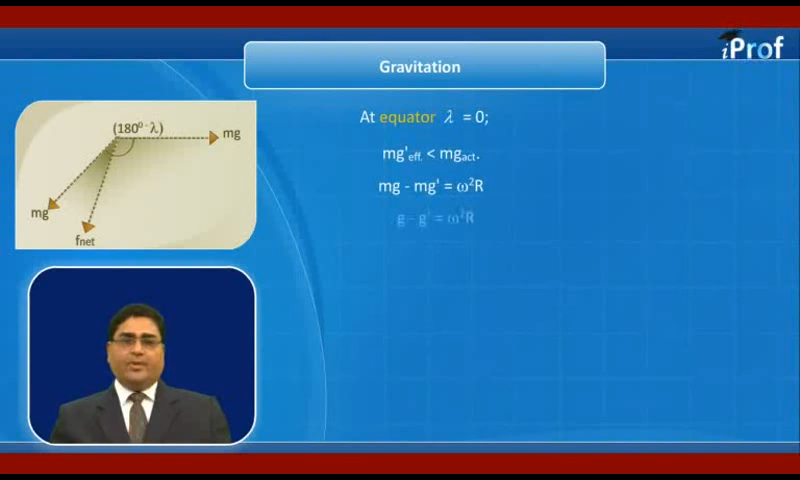 iProf
Gravitation
(180⁰ - λ)
mg
mg
fnet
At equator λ = 0;
mg'eff. < mgact.
mg - mg' = ω²R
g - g' = ω²R